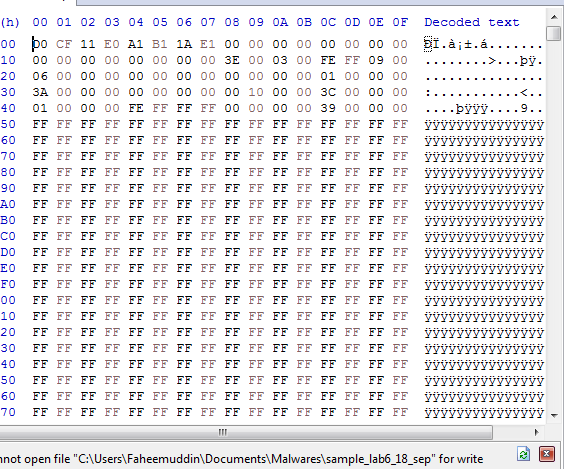 (h) 00 01 02 03 04 05 06 07 08 09 0A 0B 0C 0D 0E 0F Decoded text
00 D0 CF 11 E0 A1 B1 1A E1 00 00 00 00 00 00 00 00 ÐÏ.à¡±.á........
10 00 00 00 00 00 00 00 00 3E 00 03 00 FE FF 09 00 ........>...þÿ..
20 06 00 00 00 00 00 00 00 00 00 00 00 01 00 00 00 ................
30 3A 00 00 00 00 00 00 00 00 10 00 00 3C 00 00 00 :...........<...
40 01 00 00 00 FE FF FF FF 00 00 00 00 39 00 00 00 ....þÿÿÿ....9...
50 FF FF FF FF FF FF FF FF FF FF FF FF FF FF FF FF ÿÿÿÿÿÿÿÿÿÿÿÿÿÿÿÿ
60 FF FF FF FF FF FF FF FF FF FF FF FF FF FF FF FF ÿÿÿÿÿÿÿÿÿÿÿÿÿÿÿÿ
70 FF FF FF FF FF FF FF FF FF FF FF FF FF FF FF FF ÿÿÿÿÿÿÿÿÿÿÿÿÿÿÿÿ
80 FF FF FF FF FF FF FF FF FF FF FF FF FF FF FF FF ÿÿÿÿÿÿÿÿÿÿÿÿÿÿÿÿ
90 FF FF FF FF FF FF FF FF FF FF FF FF FF FF FF FF ÿÿÿÿÿÿÿÿÿÿÿÿÿÿÿÿ
A0 FF FF FF FF FF FF FF FF FF FF FF FF FF FF FF FF ÿÿÿÿÿÿÿÿÿÿÿÿÿÿÿÿ
B0 FF FF FF FF FF FF FF FF FF FF FF FF FF FF FF FF ÿÿÿÿÿÿÿÿÿÿÿÿÿÿÿÿ
C0 FF FF FF FF FF FF FF FF FF FF FF FF FF FF FF FF ÿÿÿÿÿÿÿÿÿÿÿÿÿÿÿÿ
D0 FF FF FF FF FF FF FF FF FF FF FF FF FF FF FF FF ÿÿÿÿÿÿÿÿÿÿÿÿÿÿÿÿ
E0 FF FF FF FF FF FF FF FF FF FF FF FF FF FF FF FF ÿÿÿÿÿÿÿÿÿÿÿÿÿÿÿÿ
F0 FF FF FF FF FF FF FF FF FF FF FF FF FF FF FF FF ÿÿÿÿÿÿÿÿÿÿÿÿÿÿÿÿ
00 FF FF FF FF FF FF FF FF FF FF FF FF FF FF FF FF ÿÿÿÿÿÿÿÿÿÿÿÿÿÿÿÿ
10 FF FF FF FF FF FF FF FF FF FF FF FF FF FF FF FF ÿÿÿÿÿÿÿÿÿÿÿÿÿÿÿÿ
20 FF FF FF FF FF FF FF FF FF FF FF FF FF FF FF FF ÿÿÿÿÿÿÿÿÿÿÿÿÿÿÿÿ
30 FF FF FF FF FF FF FF FF FF FF FF FF FF FF FF FF ÿÿÿÿÿÿÿÿÿÿÿÿÿÿÿÿ
40 FF FF FF FF FF FF FF FF FF FF FF FF FF FF FF FF ÿÿÿÿÿÿÿÿÿÿÿÿÿÿÿÿ
50 FF FF FF FF FF FF FF FF FF FF FF FF FF FF FF FF ÿÿÿÿÿÿÿÿÿÿÿÿÿÿÿÿ
60 FF FF FF FF FF FF FF FF FF FF FF FF FF FF FF FF ÿÿÿÿÿÿÿÿÿÿÿÿÿÿÿÿ
70 FF FF FF FF FF FF FF FF FF FF FF FF FF FF FF FF ÿÿÿÿÿÿÿÿÿÿÿÿÿÿÿÿ
nnot open file "C:\Users\Faheemuddin\Documents\Malwares\sample_lab6_18_sep" for write